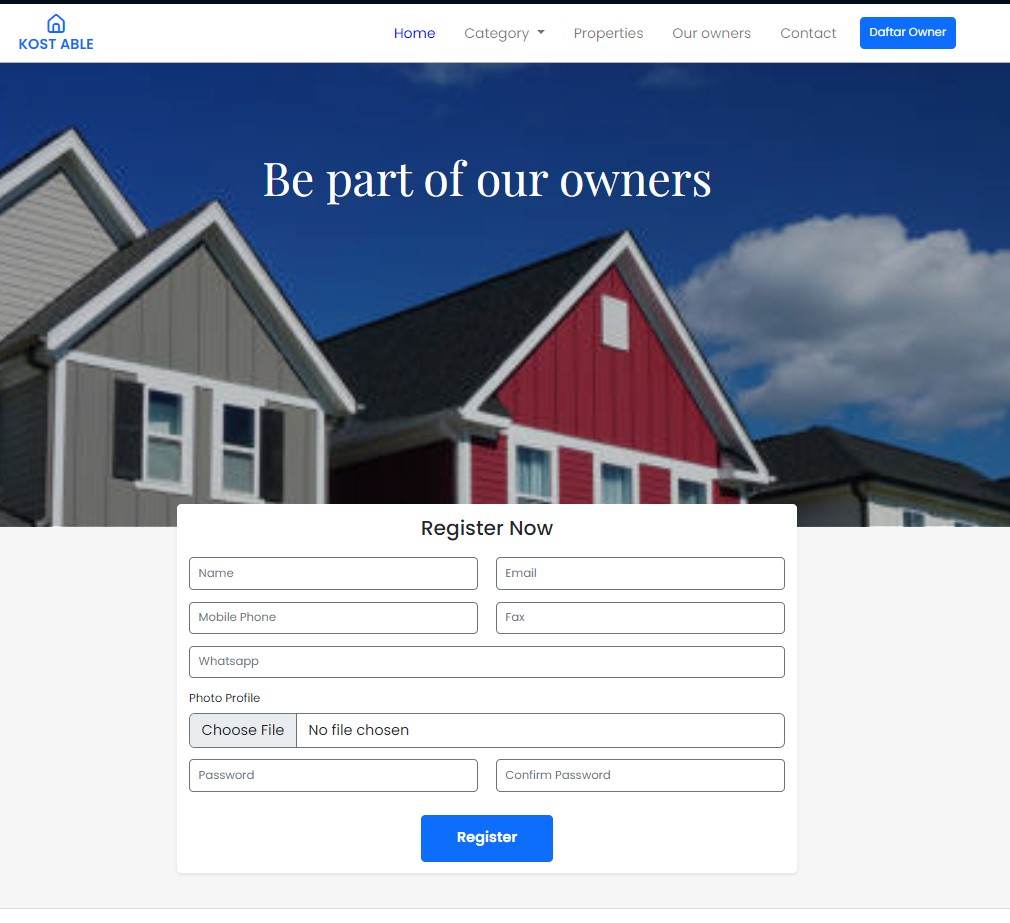 KOST ABLE
Home Category Properties Our owners Contact Daftar Owner
Be part of our owners
Register Now
Name Email
Mobile Phone Fax
Whatsapp
Photo Profile
Choose File No file chosen
Password Confirm Password
Register